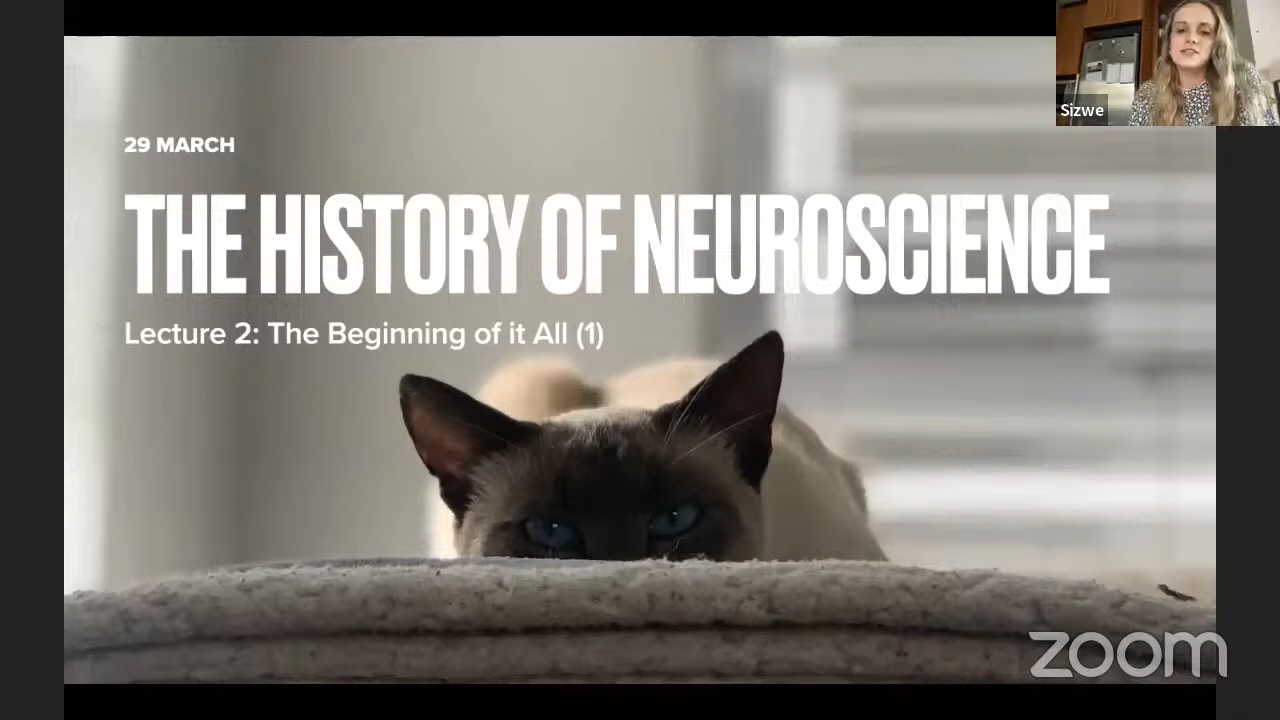 29 MARCH
THE HISTORY OF NEUROSCIENCE
Lecture 2: The Beginning of it All (1)
Sizwe
zoom